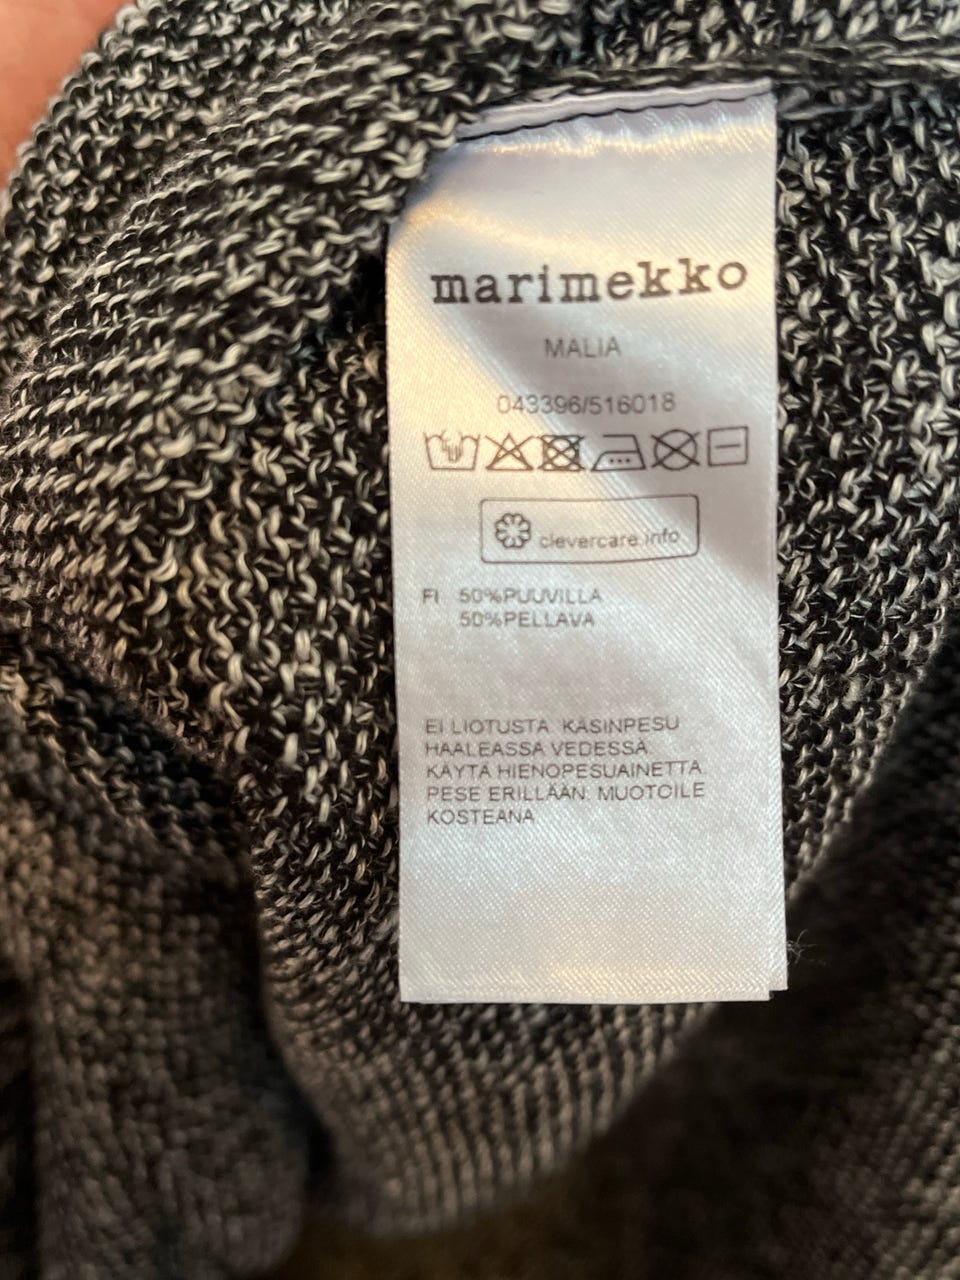 marimekko
MALIA
043396/516018
clevercare.info
FI 50%PUUVILLA
50%PELLAVA
EI LIOTUSTA. KÄSINPESU
HAALEASSA VEDESSÄ.
KÄYTÄ HIENOPESUAINETTA.
PESE ERILLÄÄN. MUOTOILE
KOSTEANA